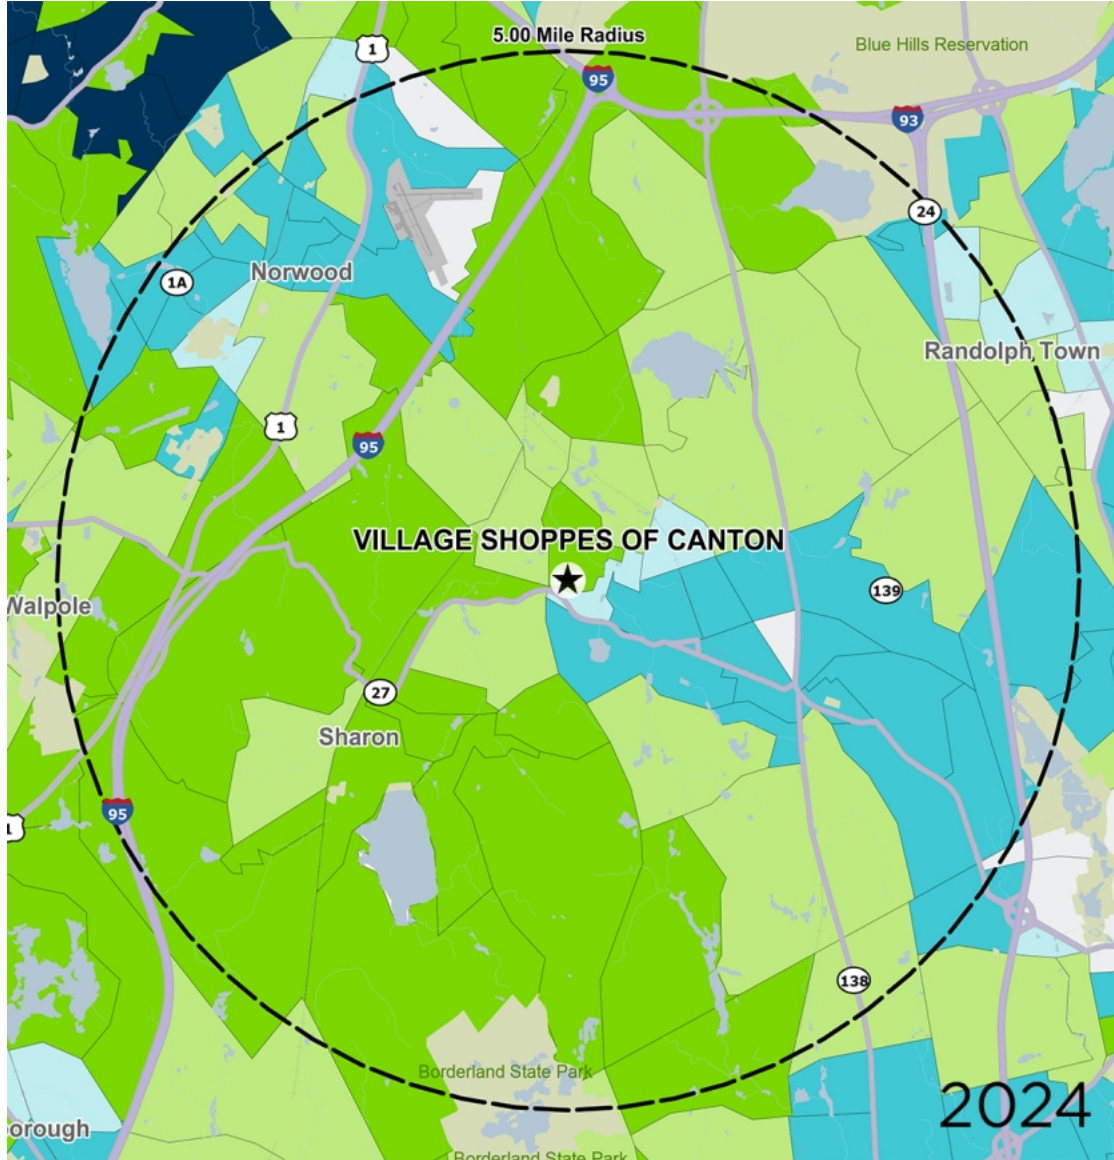 5.00 Mile Radius
Blue Hills Reservation
1
95
93
24
Norwood
1A
Randolph Town
1
95
VILLAGE SHOPPES OF CANTON
139
Walpole
27
Sharon
95
1
138
Borderland State Park
2024
orough
Borderland State Park